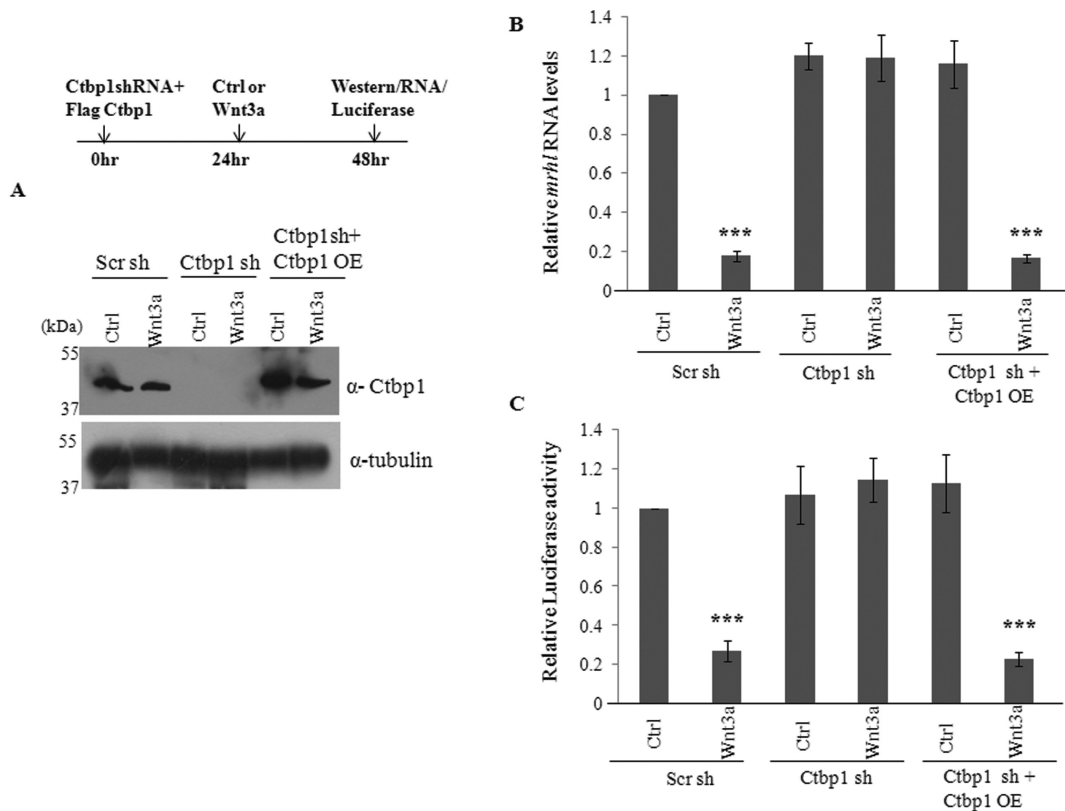 Ctbp1shRNA+ Ctrl or Western/RNA/
Flag Ctbp1 Wnt3a Luciferase
0hr 24hr 48hr
A
Scr sh Ctbp1 sh Ctbp1sh+
Ctbp1 OE
(kDa) Ctrl Wnt3a Ctrl Wnt3a Ctrl Wnt3a
55
37
α- Ctbp1
55
37
α-tubulin
B
Relative mrhl RNA levels
1.4
1.2
1
0.8
0.6
0.4
0.2
0
*** ***
Ctrl Wnt3a Ctrl Wnt3a Ctrl Wnt3a
Scr sh Ctbp1 sh Ctbp1 sh +
Ctbp1 OE
C
Relative Luciferase activity
1.4
1.2
1
0.8
0.6
0.4
0.2
0
*** ***
Ctrl Wnt3a Ctrl Wnt3a Ctrl Wnt3a
Scr sh Ctbp1 sh Ctbp1 sh +
Ctbp1 OE